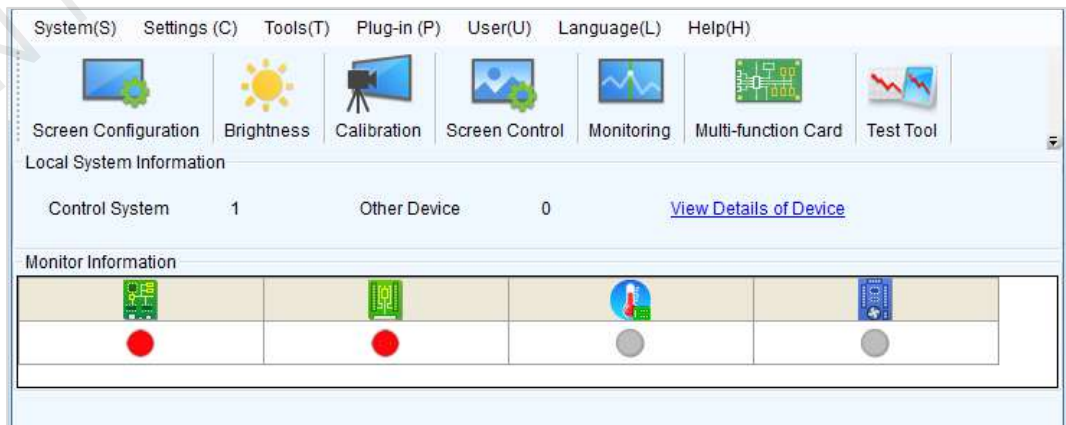 System(S) Settings (C) Tools(T) Plug-in (P) User(U) Language(L) Help(H)
Screen Configuration Brightness Calibration Screen Control Monitoring Multi-function Card Test Tool
Local System Information
Control System 1 Other Device 0 View Details of Device
Monitor Information